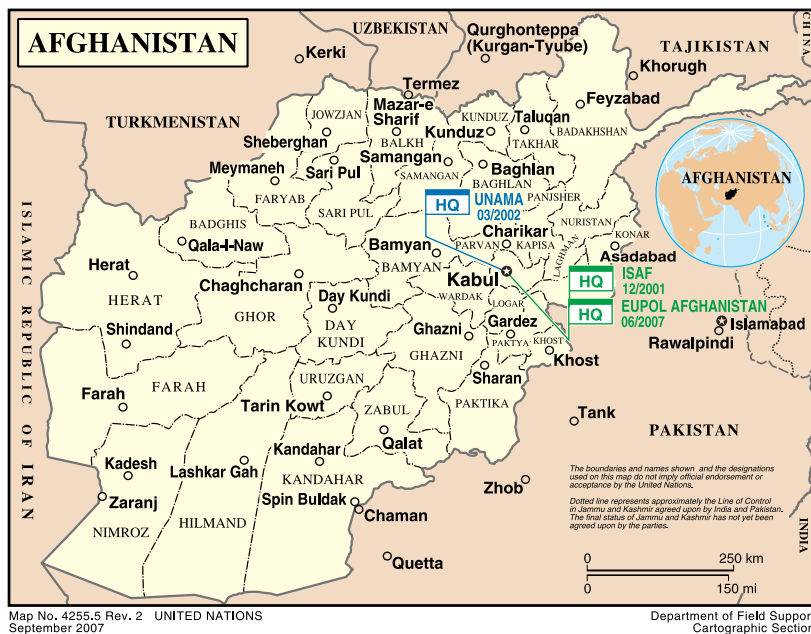 AFGHANISTAN
UZBEKISTAN
Qurghonteppa
(Kurgan-Tyube)
TAJIKISTAN
CHINA
Kerki
Khorugh
Termez
TURKMENISTAN
Mazar-e
Sharif
JOWZJAN
BALKH
KUNDUZ
Kunduz
Taluqan
TAKHAR
Feyzabad
BADAKHSHAN
Sheberghan
Sari Pul
Samangan
SAMANGAN
Baghlan
BAGHLAN
Meymaneh
FARYAB
SARI PUL
PANJSHER
HQ
UNAMA
03/2002
AFGHANISTAN
BADGHIS
Qala-I-Naw
NURISTAN
Charikar
PARVAN
KAPISA
LAGHMAN
KONAR
Asadabad
Bamyan
BAMYAN
Kabul
Herat
HERAT
Chaghcharan
GHOR
HQ
ISAF
12/2001
HQ
EUPOL AFGHANISTAN
06/2007
WARDAK
LOGAR
Day Kundi
DAY
KUNDI
Shindand
Ghazni
GHAZNI
Gardez
PAKTYA
KHOST
Khost
Islamabad
Rawalpindi
Sharan
PAKTIKA
FARAH
Farah
URUZGAN
Tarin Kowt
ZABUL
Qalat
Tank
PAKISTAN
ISLAMIC REPUBLIC OF IRAN
Kadesh
Lashkar Gah
Kandahar
KANDAHAR
Zaranj
Spin Buldak
Chaman
Zhob
NIMROZ
HILMAND
Quetta
INDIA
The boundaries and names shown and the designations
used on this map do not imply official endorsement or
acceptance by the United Nations.
Dotted line represents approximately the Line of Control
in Jammu and Kashmir agreed upon by India and Pakistan.
The final status of Jammu and Kashmir has not yet been
agreed upon by the parties.
0 250 km
0 150 mi
Map No. 4255.5 Rev. 2 UNITED NATIONS
September 2007
Department of Field Suppor
Cartographic Section